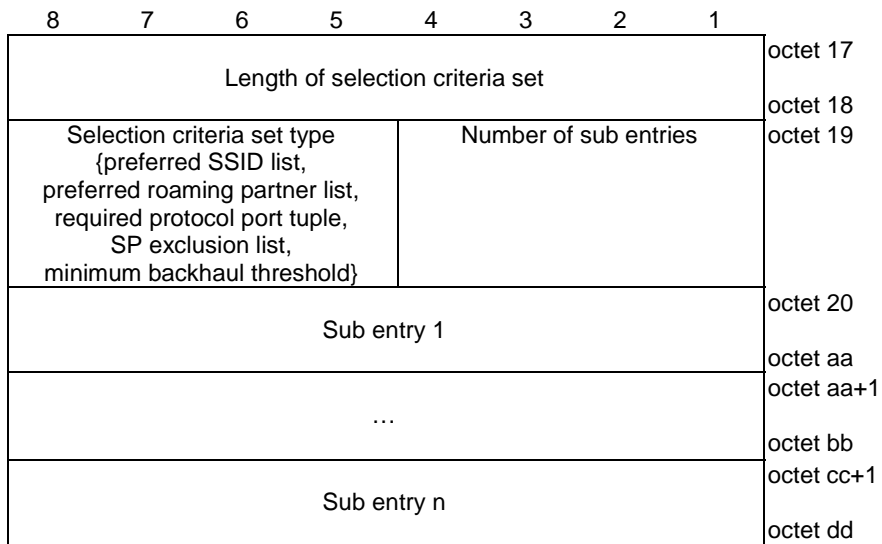 8 7 6 5 4 3 2 1
Length of selection criteria set
octet 17
octet 18
Selection criteria set type
{preferred SSID list,
preferred roaming partner list,
required protocol port tuple,
SP exclusion list,
minimum backhaul threshold}
Number of sub entries
octet 19
Sub entry 1
octet 20
octet aa
…
octet aa+1
octet bb
Sub entry n
octet cc+1
octet dd